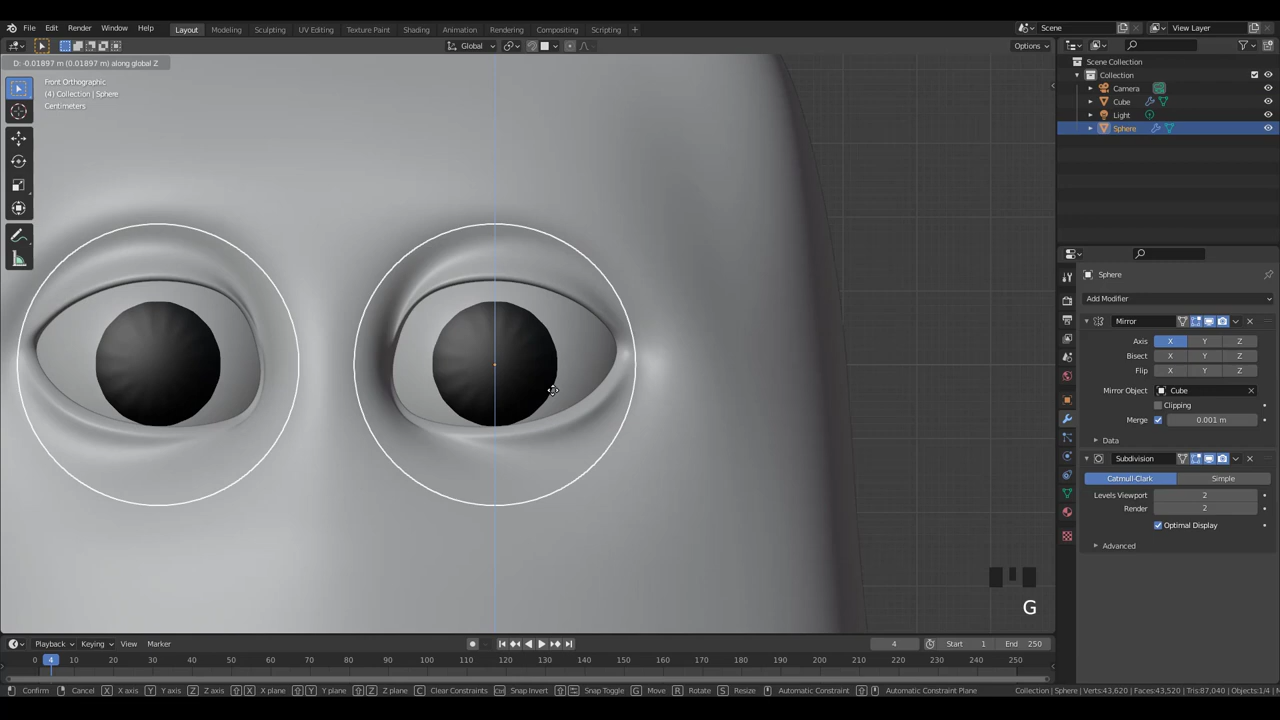 File Edit Render Window Help Layout Modeling Sculpting UV Editing Texture Paint Shading Animation Rendering Compositing Scripting + Scene View Layer
Global Options
D: -0.01897 m (0.01897 m) along global Z
Front Orthographic
(4) Collection | Sphere
Centimeters
Scene Collection
Collection
Camera
Cube
Light
Sphere
Sphere
Add Modifier
Mirror
Axis X Y Z
Bisect X Y Z
Flip X Y Z
Mirror Object Cube
Clipping
Merge 0.001 m
Data
Subdivision
Catmull-Clark Simple
Levels Viewport 2
Render 2
Optimal Display
Advanced
G
Playback Keying View Marker 4 Start 1 End 250
0 4 10 20 30 40 50 60 70 80 90 100 110 120 130 140 150 160 170 180 190 200 210 220 230 240 250
Confirm Cancel X X axis Y Y axis Z Z axis X X plane Y Y plane Z Z plane C Clear Constraints Ctrl Snap Invert Snap Toggle G Move R Rotate S Resize Automatic Constraint Automatic Constraint Plane Collection | Sphere | Verts:43,620 | Faces:43,520 | Tris:87,040 | Objects:1/4